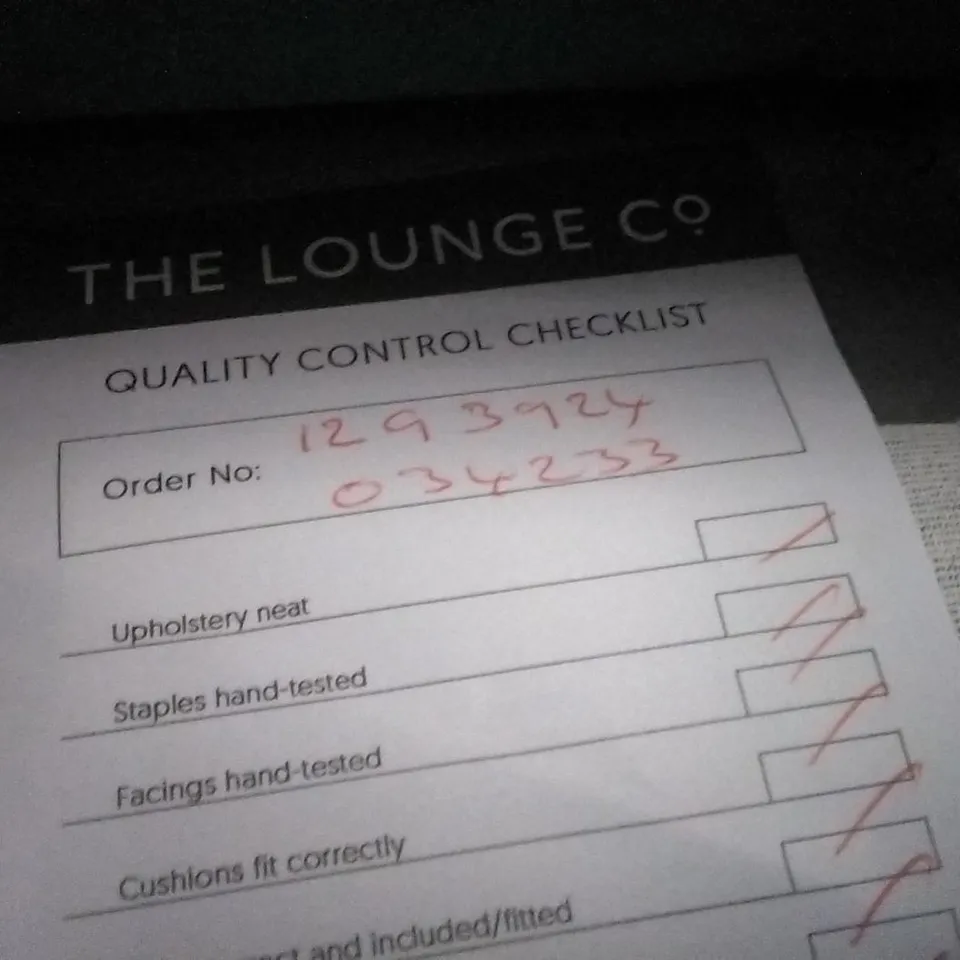 THE LOUNGE Cº
QUALITY CONTROL CHECKLIST
1293924
Order No:
034233
Upholstery neat
Staples hand-tested
Facings hand-tested
Cushions fit correctly
and included/fitted